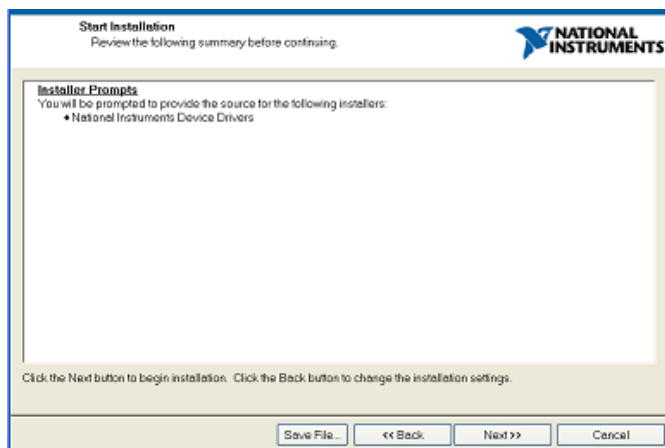 Start Installation
Review the following summary before continuing.
NATIONAL
INSTRUMENTS
Installer Prompts
You will be prompted to provide the source for the following installers:
• National Instruments Device Drivers
Click the Next button to begin installation. Click the Back button to change the installation settings.
Save File... << Back Next >> Cancel